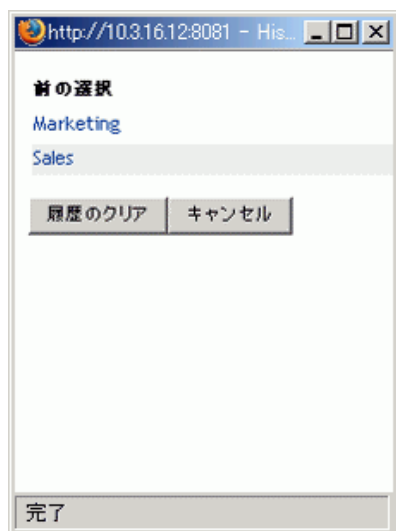 http://10.3.16.12:8081 - His...
前の選択
Marketing
Sales
履歴のクリア キャンセル
完了